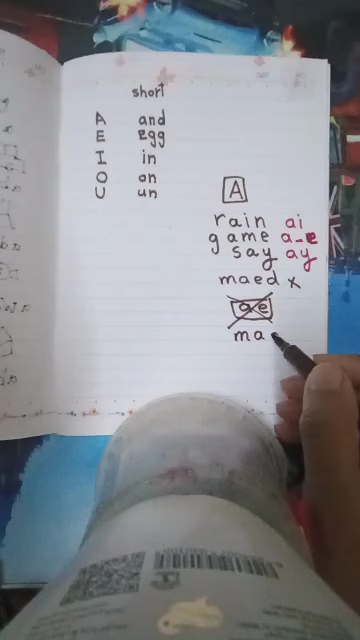 short
A and
E egg
I in
O on
U un
A
rain ai
game a-e
say ay
maed x
ae
ma